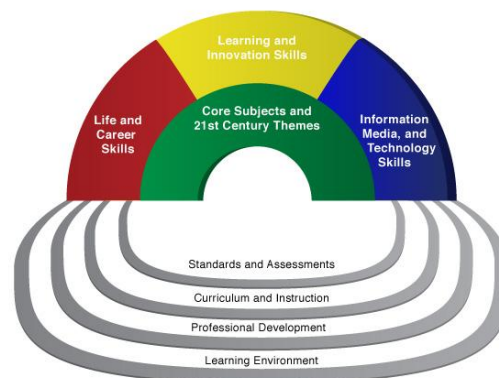 Learning and
Innovation Skills
Life and
Career
Skills
Core Subjects and
21st Century Themes
Information
Media, and
Technology
Skills
Standards and Assessments
Curriculum and Instruction
Professional Development
Learning Environment